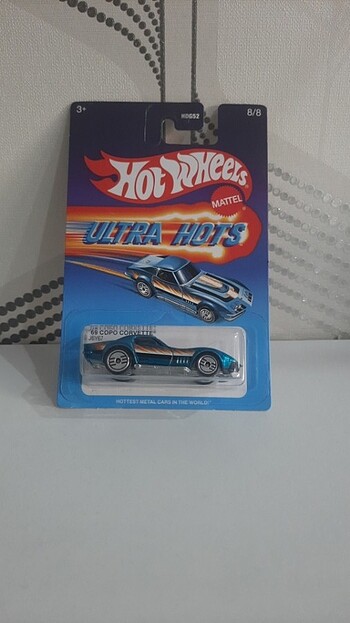 3+
HDG52
8/8
HOT WHEELS
MATTEL
ULTRA HOTS
'69 COPO CORVETTE
HOTTEST METAL CARS IN THE WORLD!